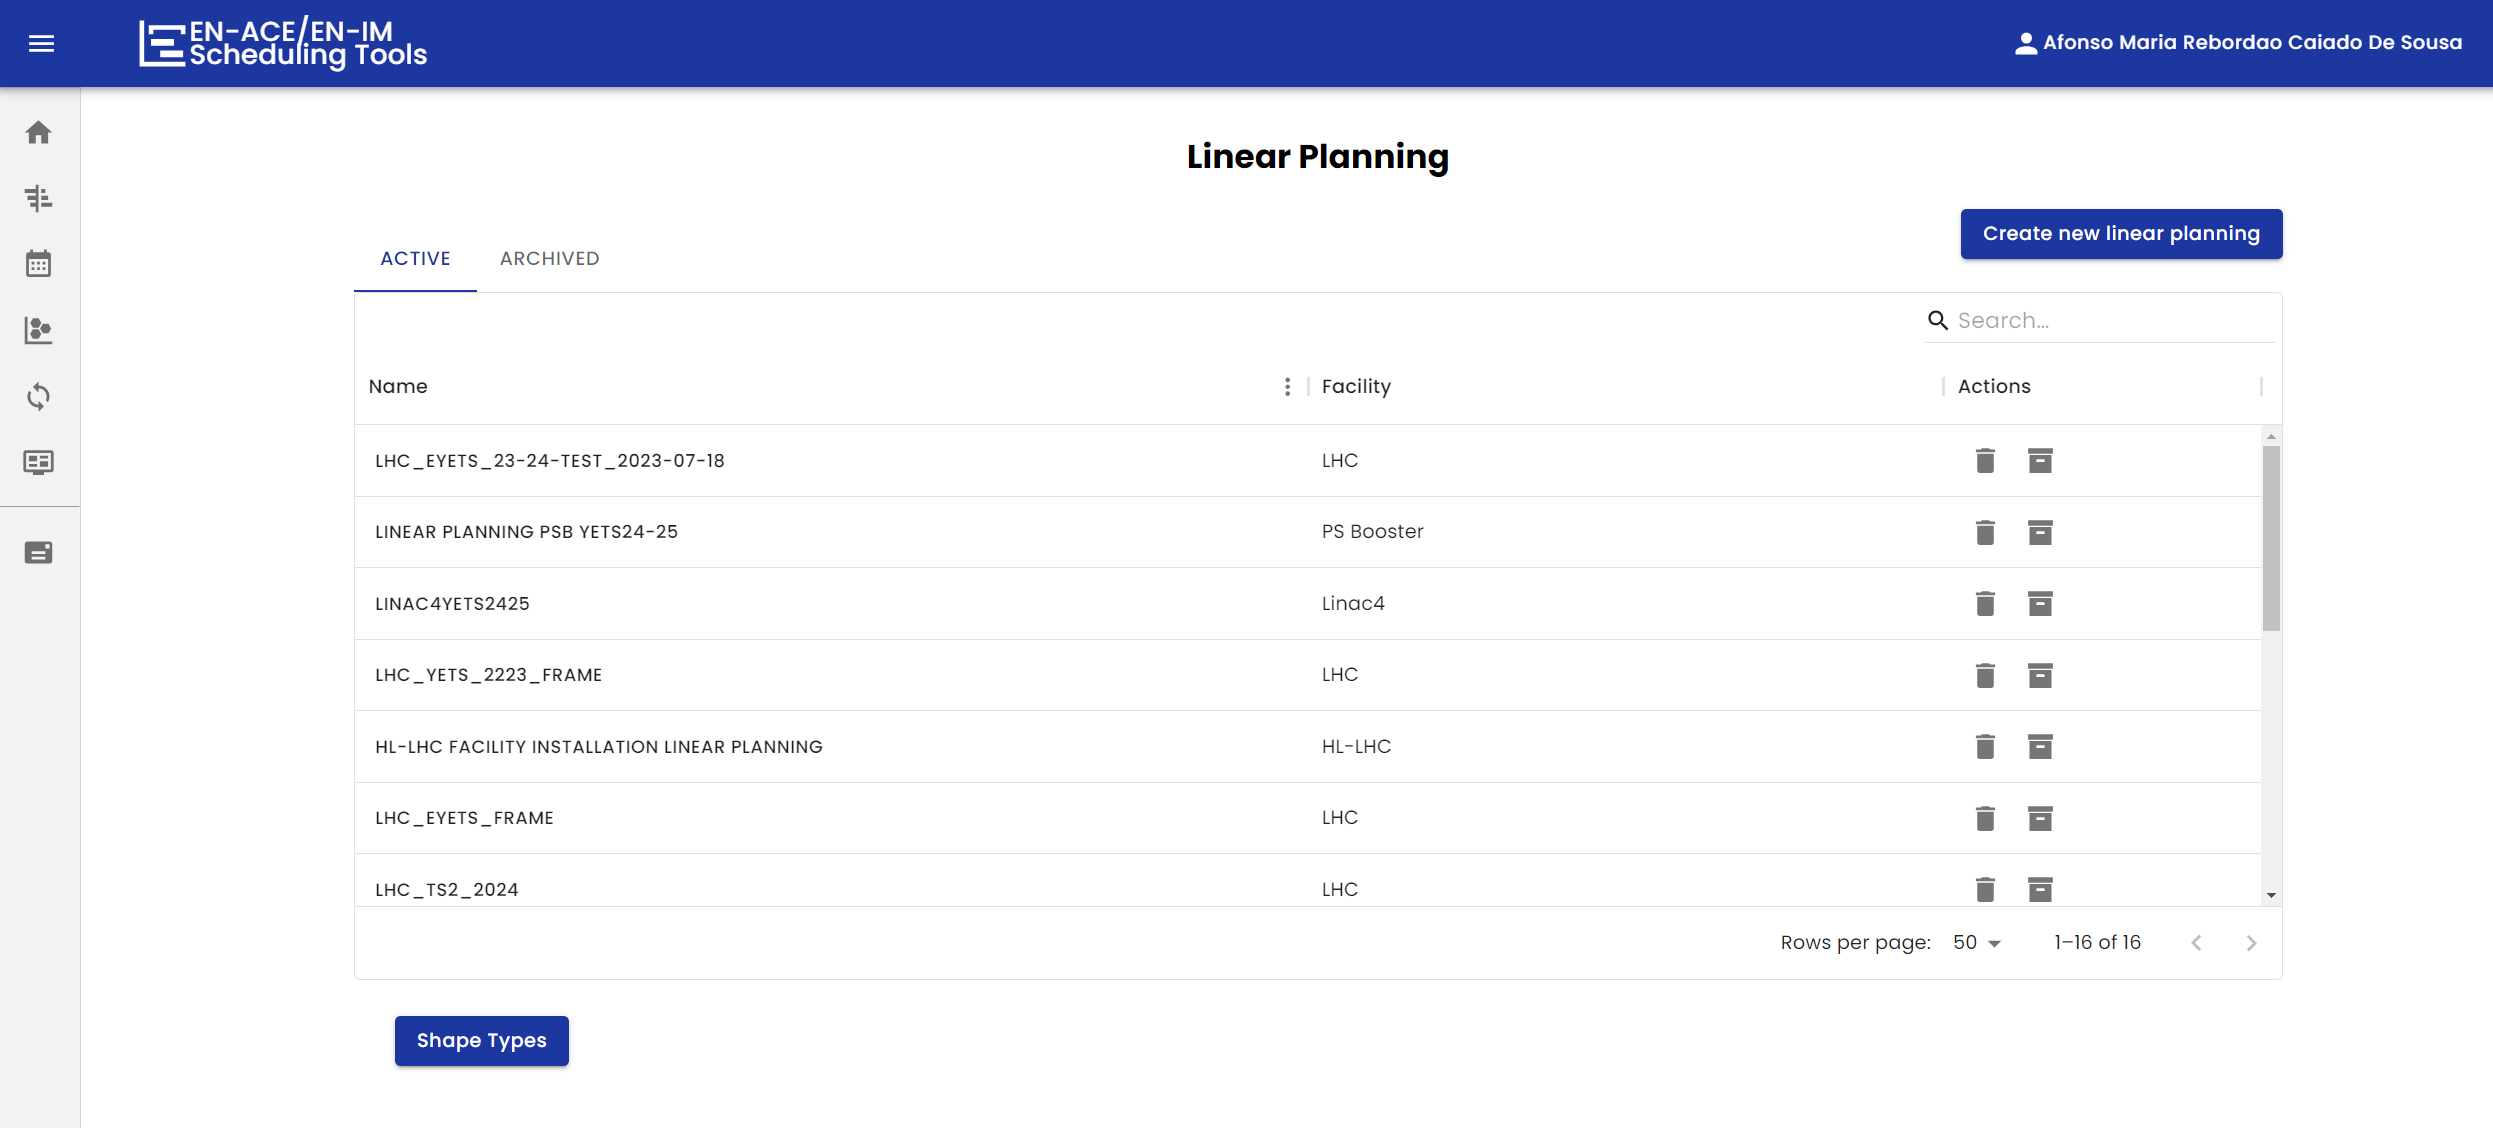 EN-ACE/EN-IM
Scheduling Tools
Afonso Maria Rebordao Caiado De Sousa
Linear Planning
Create new linear planning
ACTIVE ARCHIVED
Search…
Name Facility Actions
LHC_EYETS_23-24-TEST_2023-07-18 LHC
LINEAR PLANNING PSB YETS24-25 PS Booster
LINAC4YETS2425 Linac4
LHC_YETS_2223_FRAME LHC
HL-LHC FACILITY INSTALLATION LINEAR PLANNING HL-LHC
LHC_EYETS_FRAME LHC
LHC_TS2_2024 LHC
Rows per page: 50 1–16 of 16
Shape Types